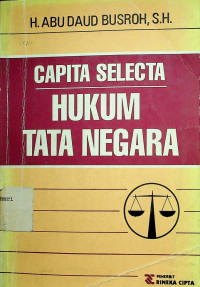 H. ABU DAUD BUSROH, S.H.
CAPITA SELECTA
HUKUM
TATA NEGARA
PENERBIT
RINEKA CIPTA